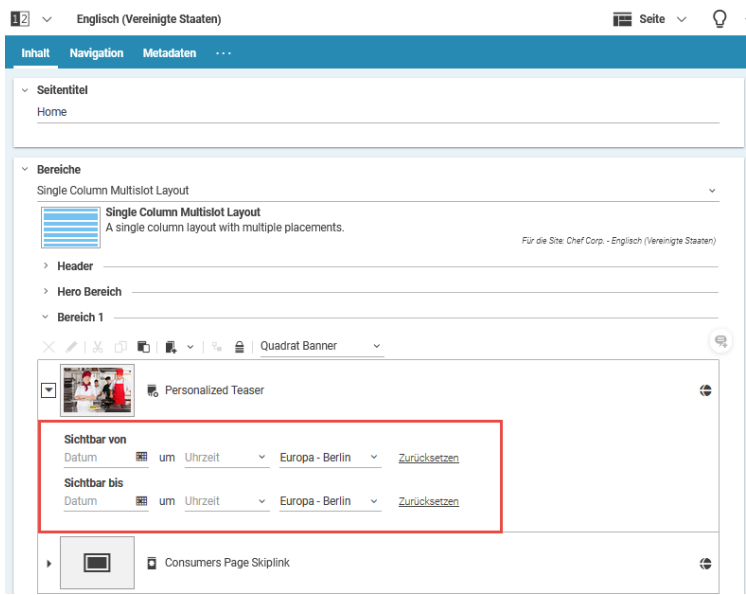 1 2 Englisch (Vereinigte Staaten) Seite
Inhalt Navigation Metadaten ...
Seitentitel
Home
Bereiche
Single Column Multislot Layout
Single Column Multislot Layout
A single column layout with multiple placements.
Für die Site: Chef Corp. - Englisch (Vereinigte Staaten)
Header
Hero Bereich
Bereich 1
Quadrat Banner
Personalized Teaser
Sichtbar von
Datum um Uhrzeit Europa - Berlin Zurücksetzen
Sichtbar bis
Datum um Uhrzeit Europa - Berlin Zurücksetzen
Consumers Page Skiplink